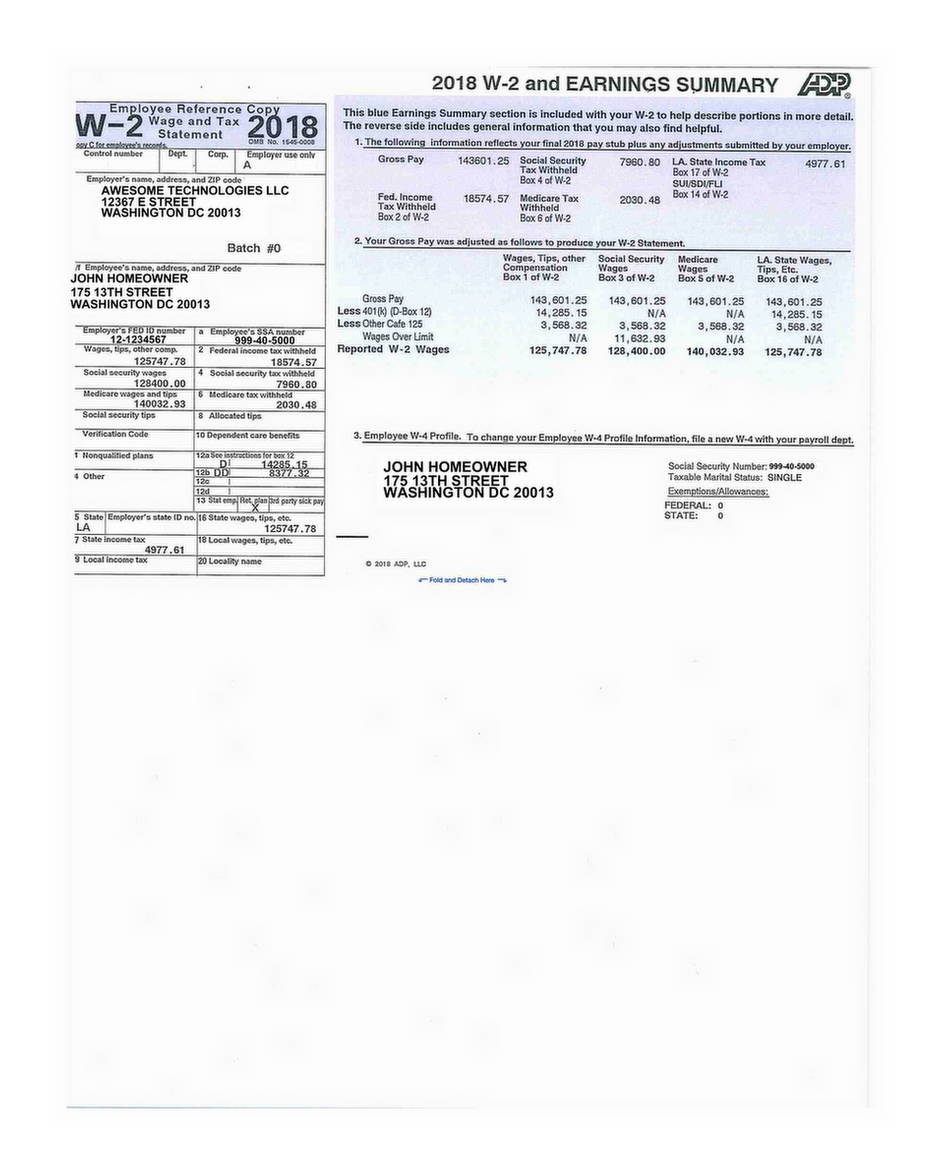 2018 W-2 and EARNINGS SUMMARY ADP®
Employee Reference Copy
W-2 Wage and Tax Statement 2018
OMB No. 1545-0008
opy C for employee's records.
Control number Dept. Corp. Employer use only
A
Employer's name, address, and ZIP code
AWESOME TECHNOLOGIES LLC
12367 E STREET
WASHINGTON DC 20013
Batch #0
/f Employee's name, address, and ZIP code
JOHN HOMEOWNER
175 13TH STREET
WASHINGTON DC 20013
Employer's FED ID number a Employee's SSA number
12-1234567 999-40-5000
Wages, tips, other comp. 2 Federal income tax withheld
125747.78 18574.57
Social security wages 4 Social security tax withheld
128400.00 7960.80
Medicare wages and tips 6 Medicare tax withheld
140032.93 2030.48
Social security tips 8 Allocated tips
Verification Code 10 Dependent care benefits
1 Nonqualified plans 12a See instructions for box 12
D 14285.15
4 Other 12b DD 8377.32
12c
12d
13 Stat emp. Ret. plan 3rd party sick pay
X
5 State Employer's state ID no. 16 State wages, tips, etc.
LA 125747.78
7 State income tax 18 Local wages, tips, etc.
4977.61
9 Local income tax 20 Locality name
This blue Earnings Summary section is included with your W-2 to help describe portions in more detail.
The reverse side includes general information that you may also find helpful.
1. The following information reflects your final 2018 pay stub plus any adjustments submitted by your employer.
Gross Pay 143601.25 Social Security 7960.80 LA. State Income Tax 4977.61
Tax Withheld Box 17 of W-2
Box 4 of W-2 SUI/SDI/FLI
Fed. Income 18574.57 Medicare Tax 2030.48 Box 14 of W-2
Tax Withheld Withheld
Box 2 of W-2 Box 6 of W-2
2. Your Gross Pay was adjusted as follows to produce your W-2 Statement.
Wages, Tips, other Social Security Medicare LA. State Wages,
Compensation Wages Wages Tips, Etc.
Box 1 of W-2 Box 3 of W-2 Box 5 of W-2 Box 16 of W-2
Gross Pay 143,601.25 143,601.25 143,601.25 143,601.25
Less 401(k) (D-Box 12) 14,285.15 N/A N/A 14,285.15
Less Other Cafe 125 3,568.32 3,568.32 3,568.32 3,568.32
Wages Over Limit N/A 11,632.93 N/A N/A
Reported W-2 Wages 125,747.78 128,400.00 140,032.93 125,747.78
3. Employee W-4 Profile. To change your Employee W-4 Profile Information, file a new W-4 with your payroll dept.
JOHN HOMEOWNER
175 13TH STREET
WASHINGTON DC 20013
Social Security Number: 999-40-5000
Taxable Marital Status: SINGLE
Exemptions/Allowances:
FEDERAL: 0
STATE: 0
© 2018 ADP, LLC
Fold and Detach Here